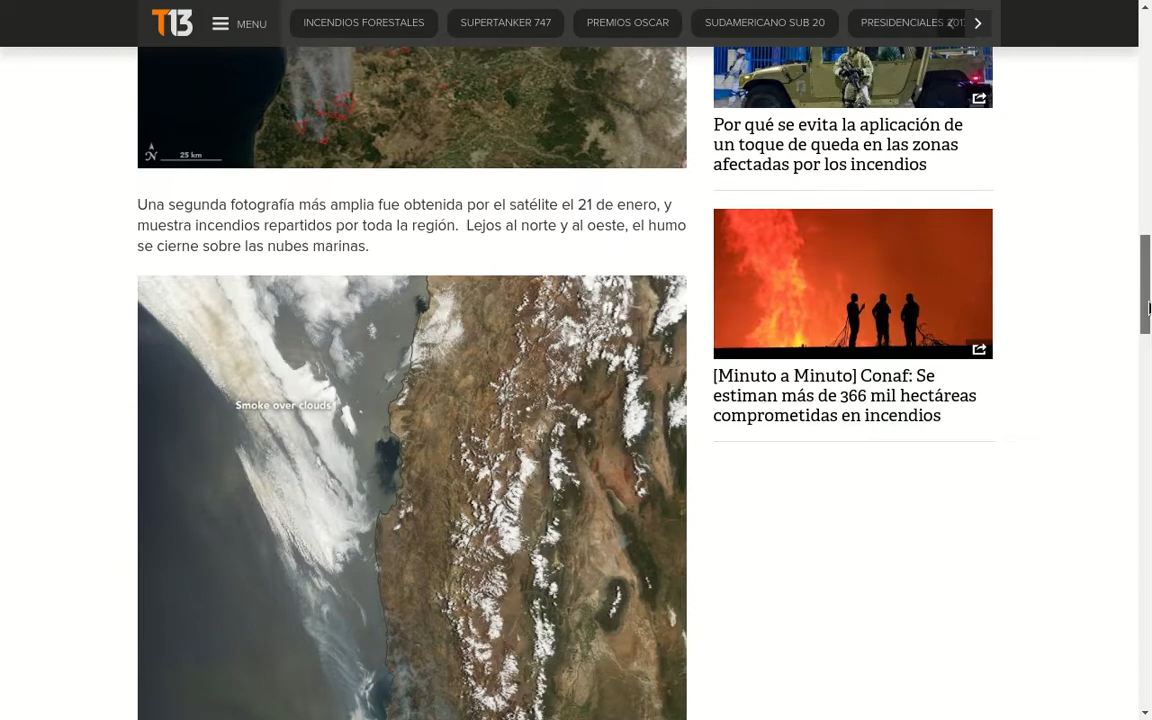 T13
MENU
INCENDIOS FORESTALES
SUPERTANKER 747
PREMIOS OSCAR
SUDAMERICANO SUB 20
PRESIDENCIALES
N
25 km
Una segunda fotografía más amplia fue obtenida por el satélite el 21 de enero, y
muestra incendios repartidos por toda la región.  Lejos al norte y al oeste, el humo
se cierne sobre las nubes marinas.
Smoke over clouds
Por qué se evita la aplicación de
un toque de queda en las zonas
afectadas por los incendios
[Minuto a Minuto] Conaf: Se
estiman más de 366 mil hectáreas
comprometidas en incendios